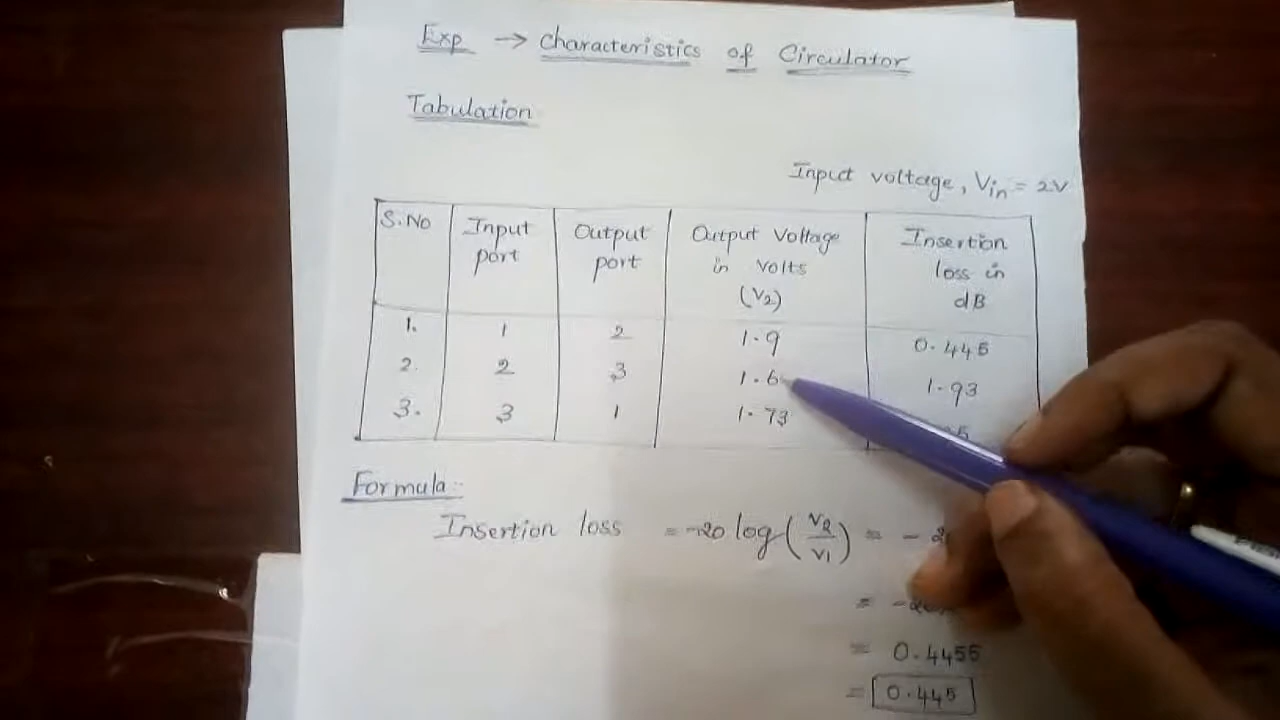 Exp → Characteristics of Circulator
Tabulation
Input voltage, Vin = 2V
S.No Input port Output port Output Voltage in Volts (V2) Insertion loss in dB
1. 1 2 1.9 0.445
2. 2 3 1.6 1.93
3. 3 1 1.73
Formula:-
Insertion loss = -20 log (V2/V1) = -
= -20
= 0.4455
= 0.445